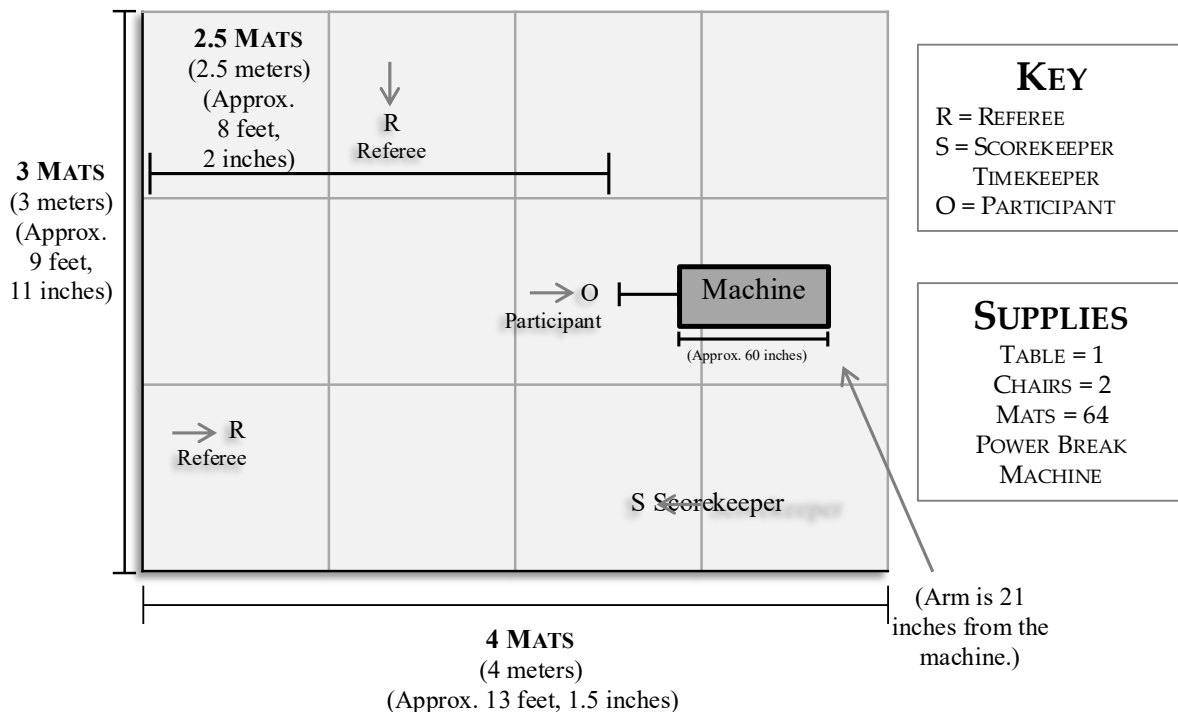 2.5 MATS
(2.5 meters)
(Approx.
8 feet,
2 inches)
R
Referee
3 MATS
(3 meters)
(Approx.
9 feet,
11 inches)
O
Participant
Machine
(Approx. 60 inches)
R
Referee
S Scorekeeper
4 MATS
(4 meters)
(Approx. 13 feet, 1.5 inches)
(Arm is 21
inches from the
machine.)
KEY
R = REFEREE
S = SCOREKEEPER
TIMEKEEPER
O = PARTICIPANT
SUPPLIES
TABLE = 1
CHAIRS = 2
MATS = 64
POWER BREAK
MACHINE